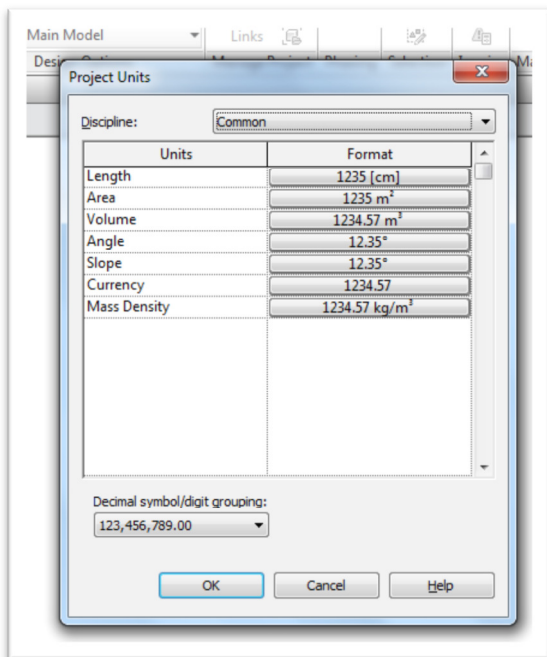 Main Model
Links
Project Units
Discipline: Common
Units Format
Length 1235 [cm]
Area 1235 m²
Volume 1234.57 m³
Angle 12.35°
Slope 12.35°
Currency 1234.57
Mass Density 1234.57 kg/m³
Decimal symbol/digit grouping:
123,456,789.00
OK Cancel Help